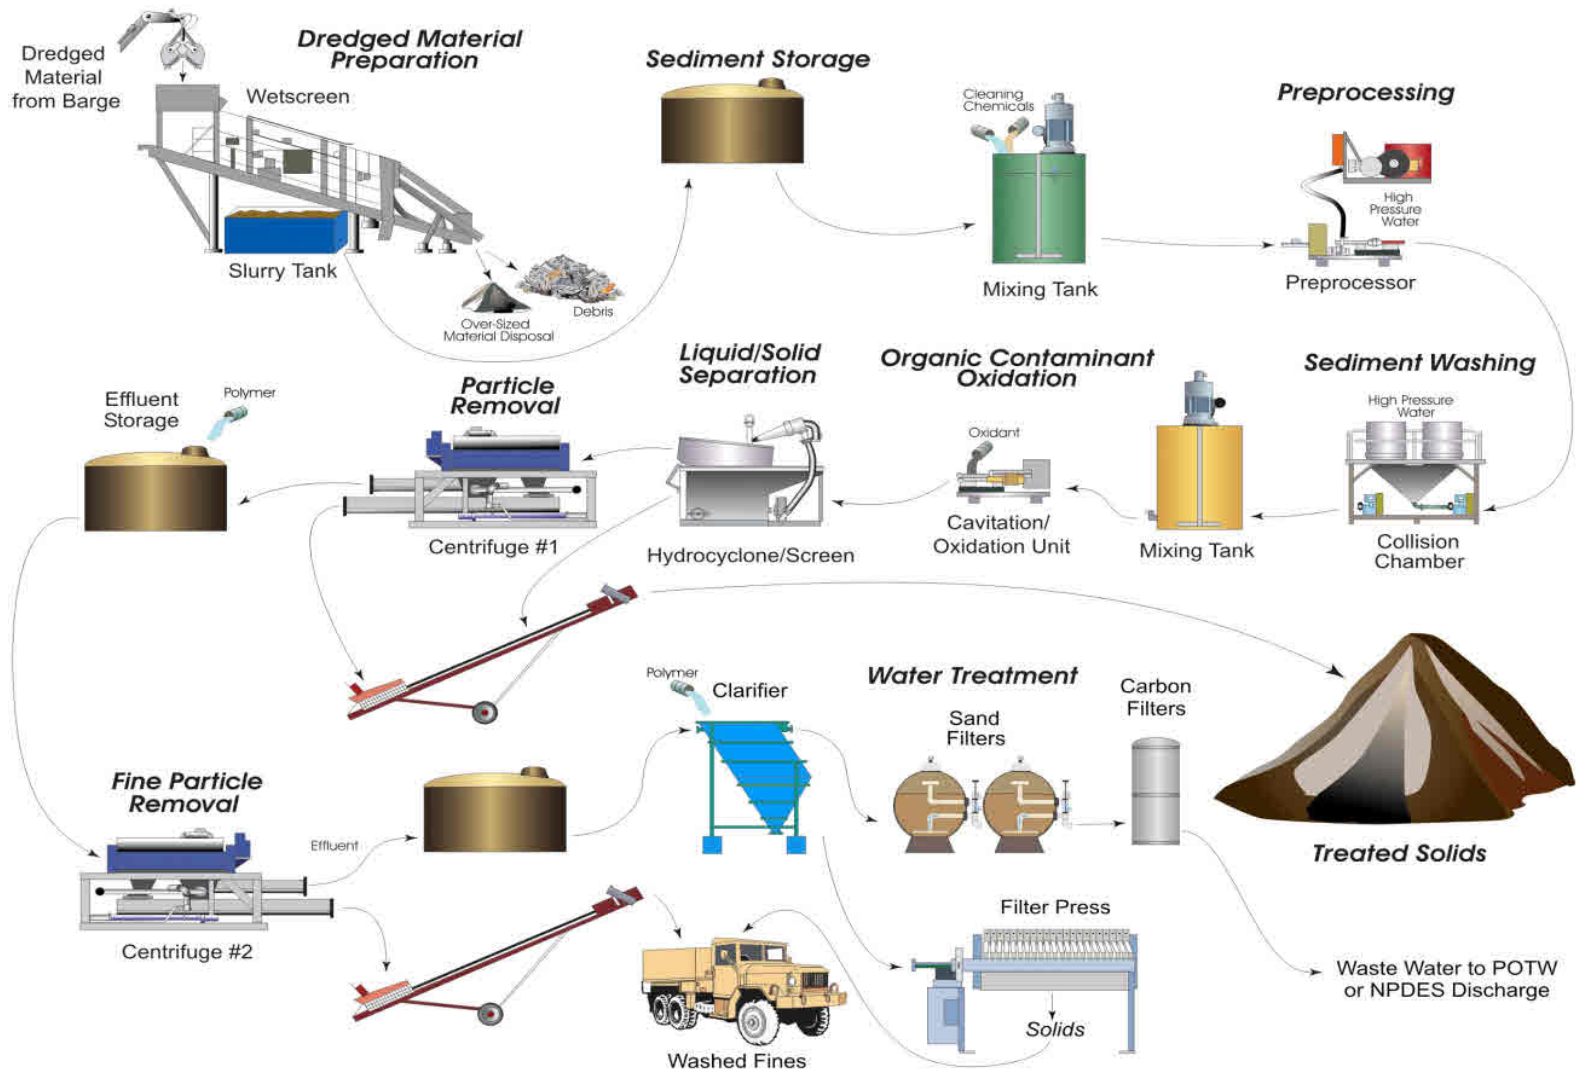 Dredged
Material
from Barge
Dredged Material
Preparation
Wetscreen
Slurry Tank
Over-Sized
Material Disposal
Debris
Sediment Storage
Cleaning
Chemicals
Mixing Tank
Preprocessing
High
Pressure
Water
Preprocessor
Effluent
Storage
Polymer
Particle
Removal
Centrifuge #1
Liquid/Solid
Separation
Hydrocyclone/Screen
Organic Contaminant
Oxidation
Oxidant
Cavitation/
Oxidation Unit
Mixing Tank
Sediment Washing
High Pressure
Water
Collision
Chamber
Fine Particle
Removal
Effluent
Centrifuge #2
Polymer
Clarifier
Water Treatment
Sand
Filters
Carbon
Filters
Treated Solids
Washed Fines
Filter Press
Solids
Waste Water to POTW
or NPDES Discharge